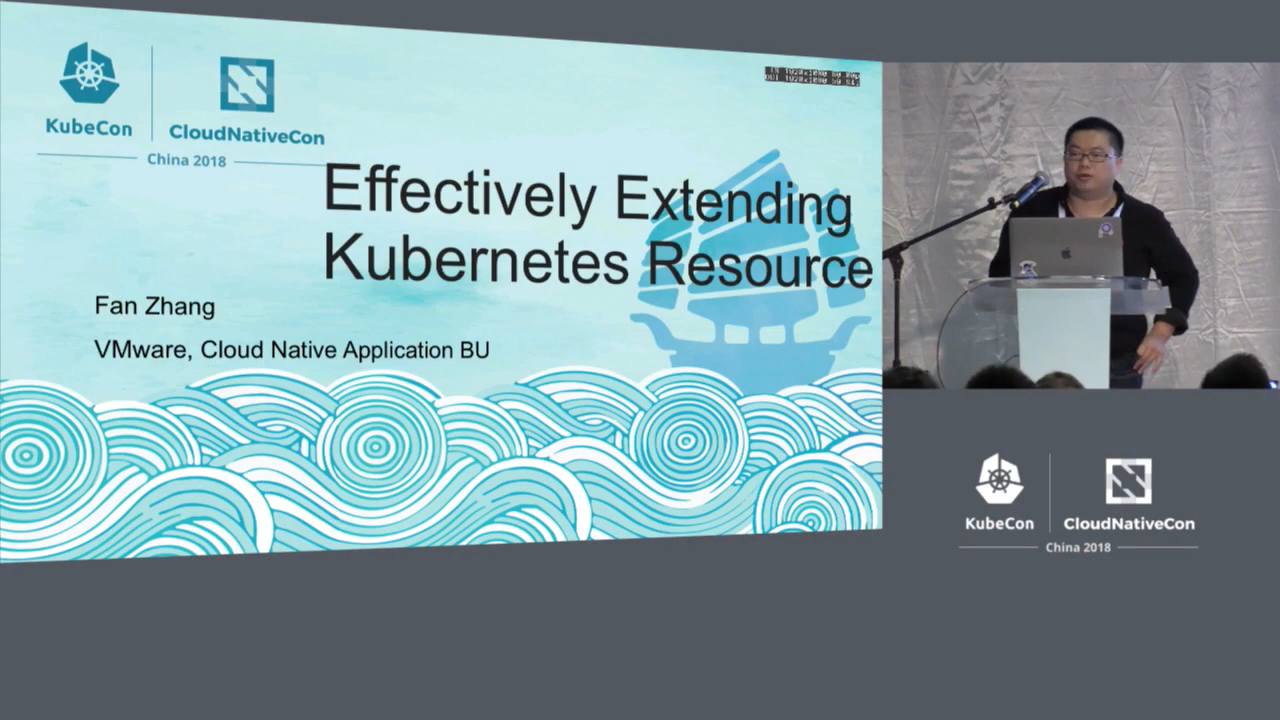 KubeCon
CloudNativeCon
China 2018
Effectively Extending
Kubernetes Resource
Fan Zhang
VMware, Cloud Native Application BU
KubeCon
CloudNativeCon
China 2018